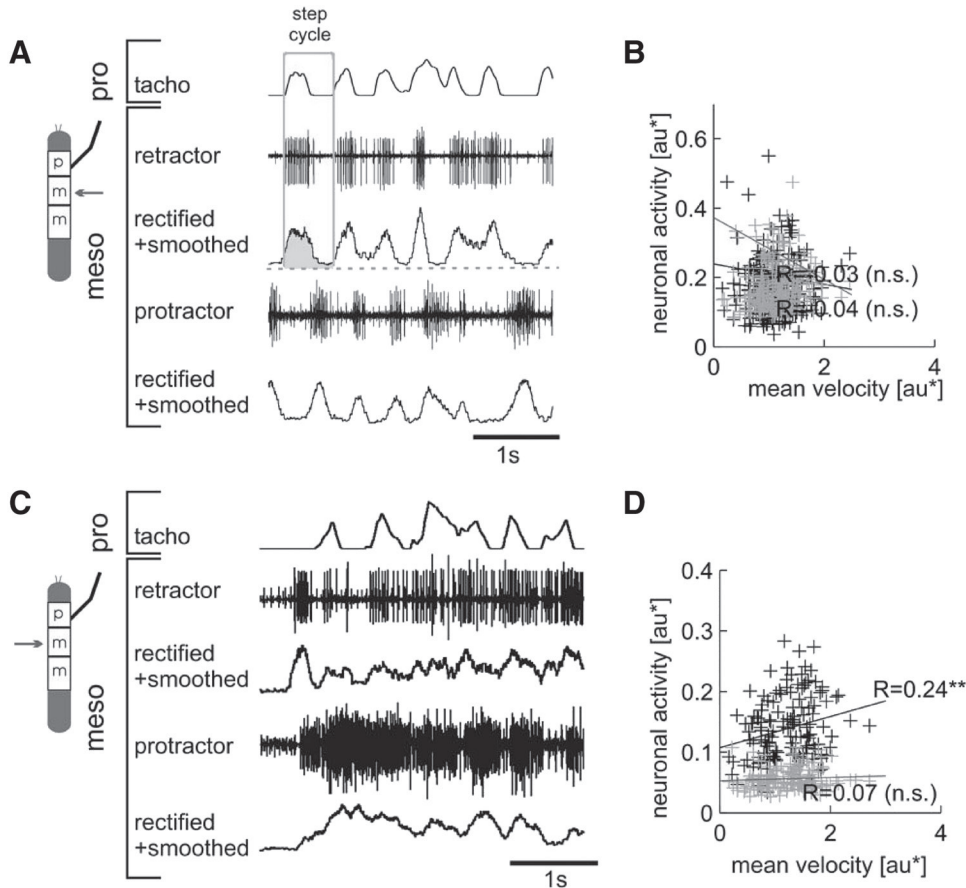 A
step
cycle
pro
tacho
p
m
m
meso
retractor
rectified
+smoothed
protractor
rectified
+smoothed
1s
B
neuronal activity [au*]
0.6
0.4
0.2
0
R=-0.03 (n.s.)
R=-0.04 (n.s.)
0
2
4
mean velocity [au*]
C
pro
tacho
p
m
m
meso
retractor
rectified
+smoothed
protractor
rectified
+smoothed
1s
D
neuronal activity [au*]
0.4
0.3
0.2
0.1
0
R=0.24**
R=0.07 (n.s.)
0
2
4
mean velocity [au*]